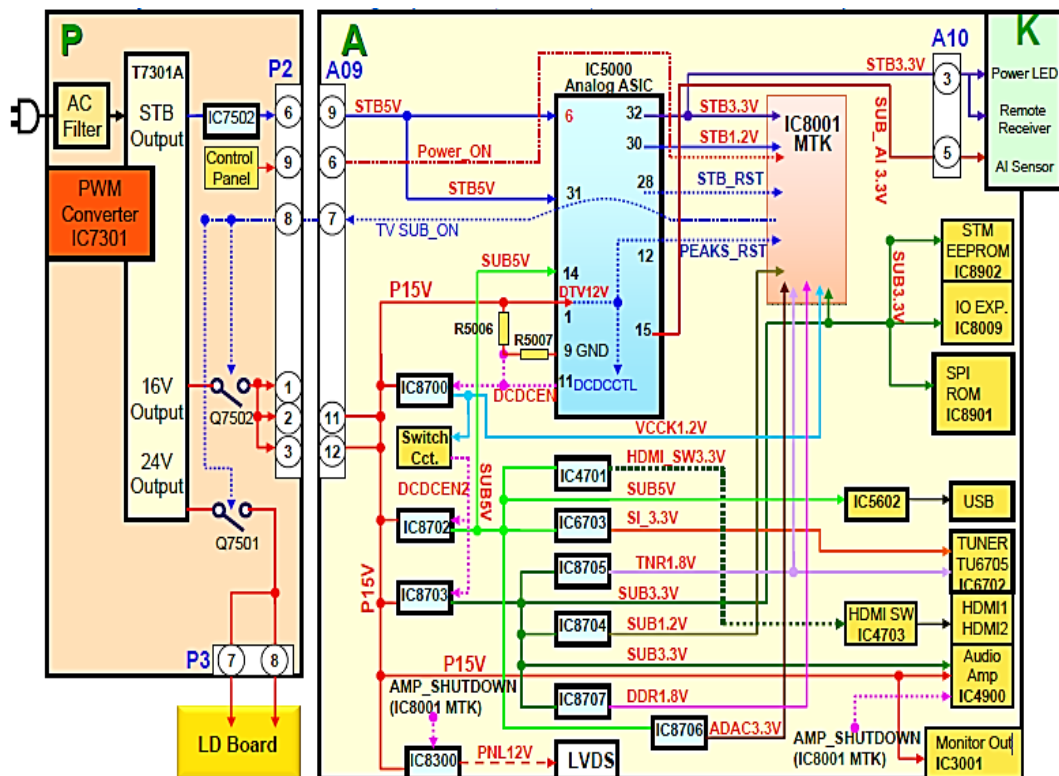 P
P2
A09
A
A10
K
T7301A
STB
Output
AC
Filter
IC7502
Control
Panel
PWM
Converter
IC7301
6
9
8
1
2
3
16V
Output
Q7502
24V
Output
Q7501
P3
7
8
LD Board
9
6
7
11
12
STB5V
Power_ON
STB5V
TV SUB_ON
SUB5V
P15V
IC5000
Analog ASIC
6
31
14
DTV12V
1
9 GND
11
DCDCCTL
32
30
28
12
15
R5006
R5007
DCDCEN
STB3.3V
STB1.2V
STB_RST
PEAKS_RST
IC8001
MTK
STB3.3V
SUB_ AI 3.3V
3
5
Power LED
Remote
Receiver
AI Sensor
STM
EEPROM
IC8902
IO EXP.
IC8009
SPI
ROM
IC8901
SUB3.3V
IC8700
Switch
Cct.
DCDCEN2
SUB5V
IC8702
IC8703
P15V
VCCK1.2V
IC4701
HDMI_SW3.3V
SUB5V
IC5602
USB
IC6703
SI_3.3V
TUNER
TU6705
IC6702
IC8705
TNR1.8V
SUB3.3V
HDMI SW
IC4703
HDMI1
HDMI2
IC8704
SUB1.2V
SUB3.3V
Audio
Amp
IC4900
P15V
AMP_SHUTDOWN
(IC8001 MTK)
IC8707
DDR1.8V
IC8706
ADAC3.3V
AMP_SHUTDOWN
(IC8001 MTK)
Monitor Out
IC3001
IC8300
PNL12V
LVDS